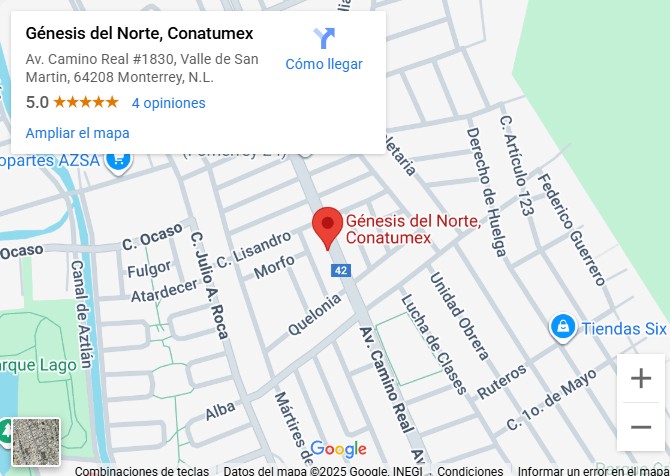 Génesis del Norte, Conatumex
Av. Camino Real #1830, Valle de San
Martin, 64208 Monterrey, N.L.
5.0
4 opiniones
Ampliar el mapa
Cómo llegar
opartes AZSA
letaria
Derecho de Huelga
C. Artículo 123
Federico Guerrero
Génesis del Norte,
Conatumex
42
C. Ocaso
Ocaso
C. Lisandro
Fulgor
Morfo
Atardecer
C. Julio A. Roca
Canal de Aztlán
Quelonia
Unidad Obrera
Lucha de Clases
Av. Camino Real
Tiendas Six
arque Lago
Ruteros
C. 1o. de Mayo
Alba
Mártires de
Av
Google
Combinaciones de teclas
Datos del mapa ©2025 Google, INEGI
Condiciones
Informar un error en el mapa